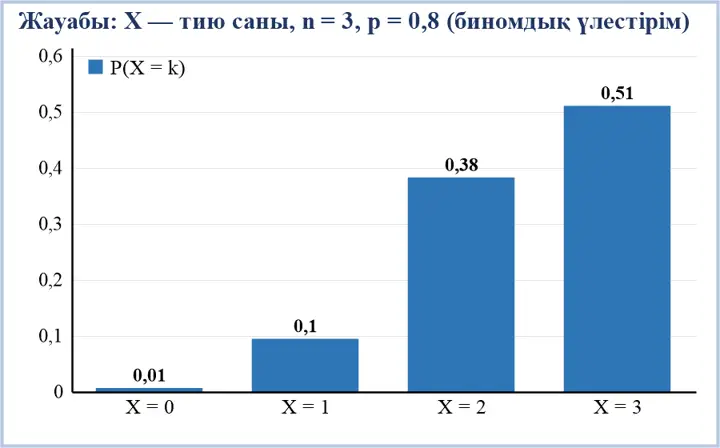 Жауабы: X — тию саны, n = 3, p = 0,8 (биномдық үлестірім)
P(X = k)
0,6
0,5
0,4
0,3
0,2
0,1
0
0,01
0,1
0,38
0,51
X = 0
X = 1
X = 2
X = 3